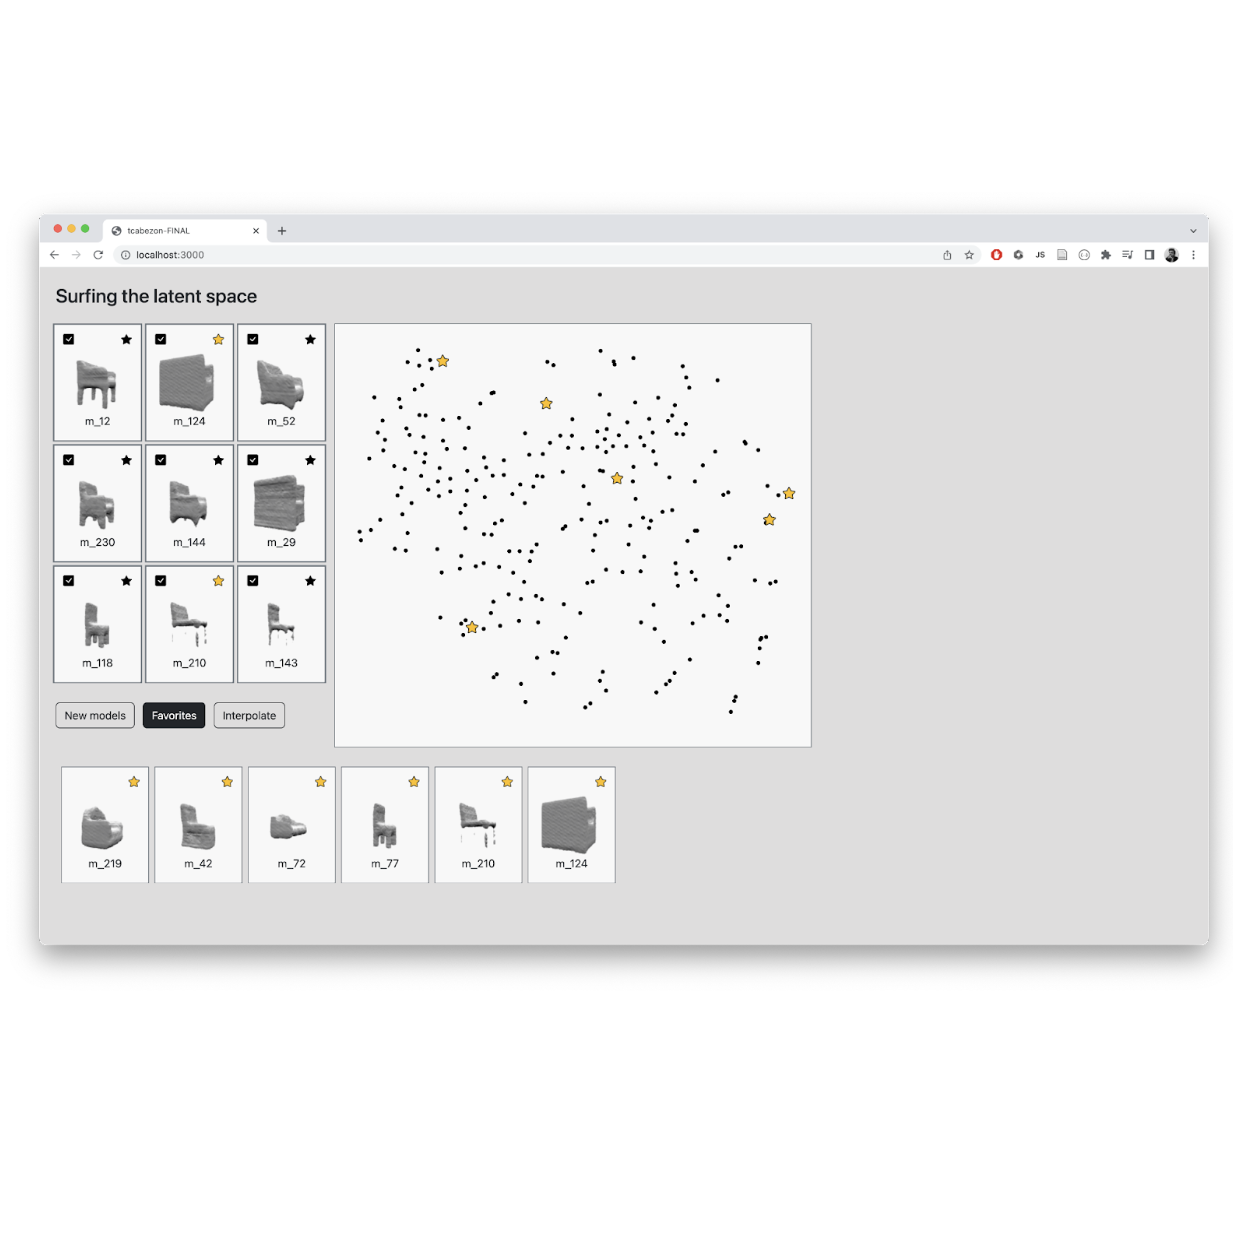 tcabezon-FINAL
localhost:3000
JS
Surfing the latent space
m_12
m_124
m_52
m_230
m_144
m_29
m_118
m_210
m_143
New models
Favorites
Interpolate
m_219
m_42
m_72
m_77
m_210
m_124